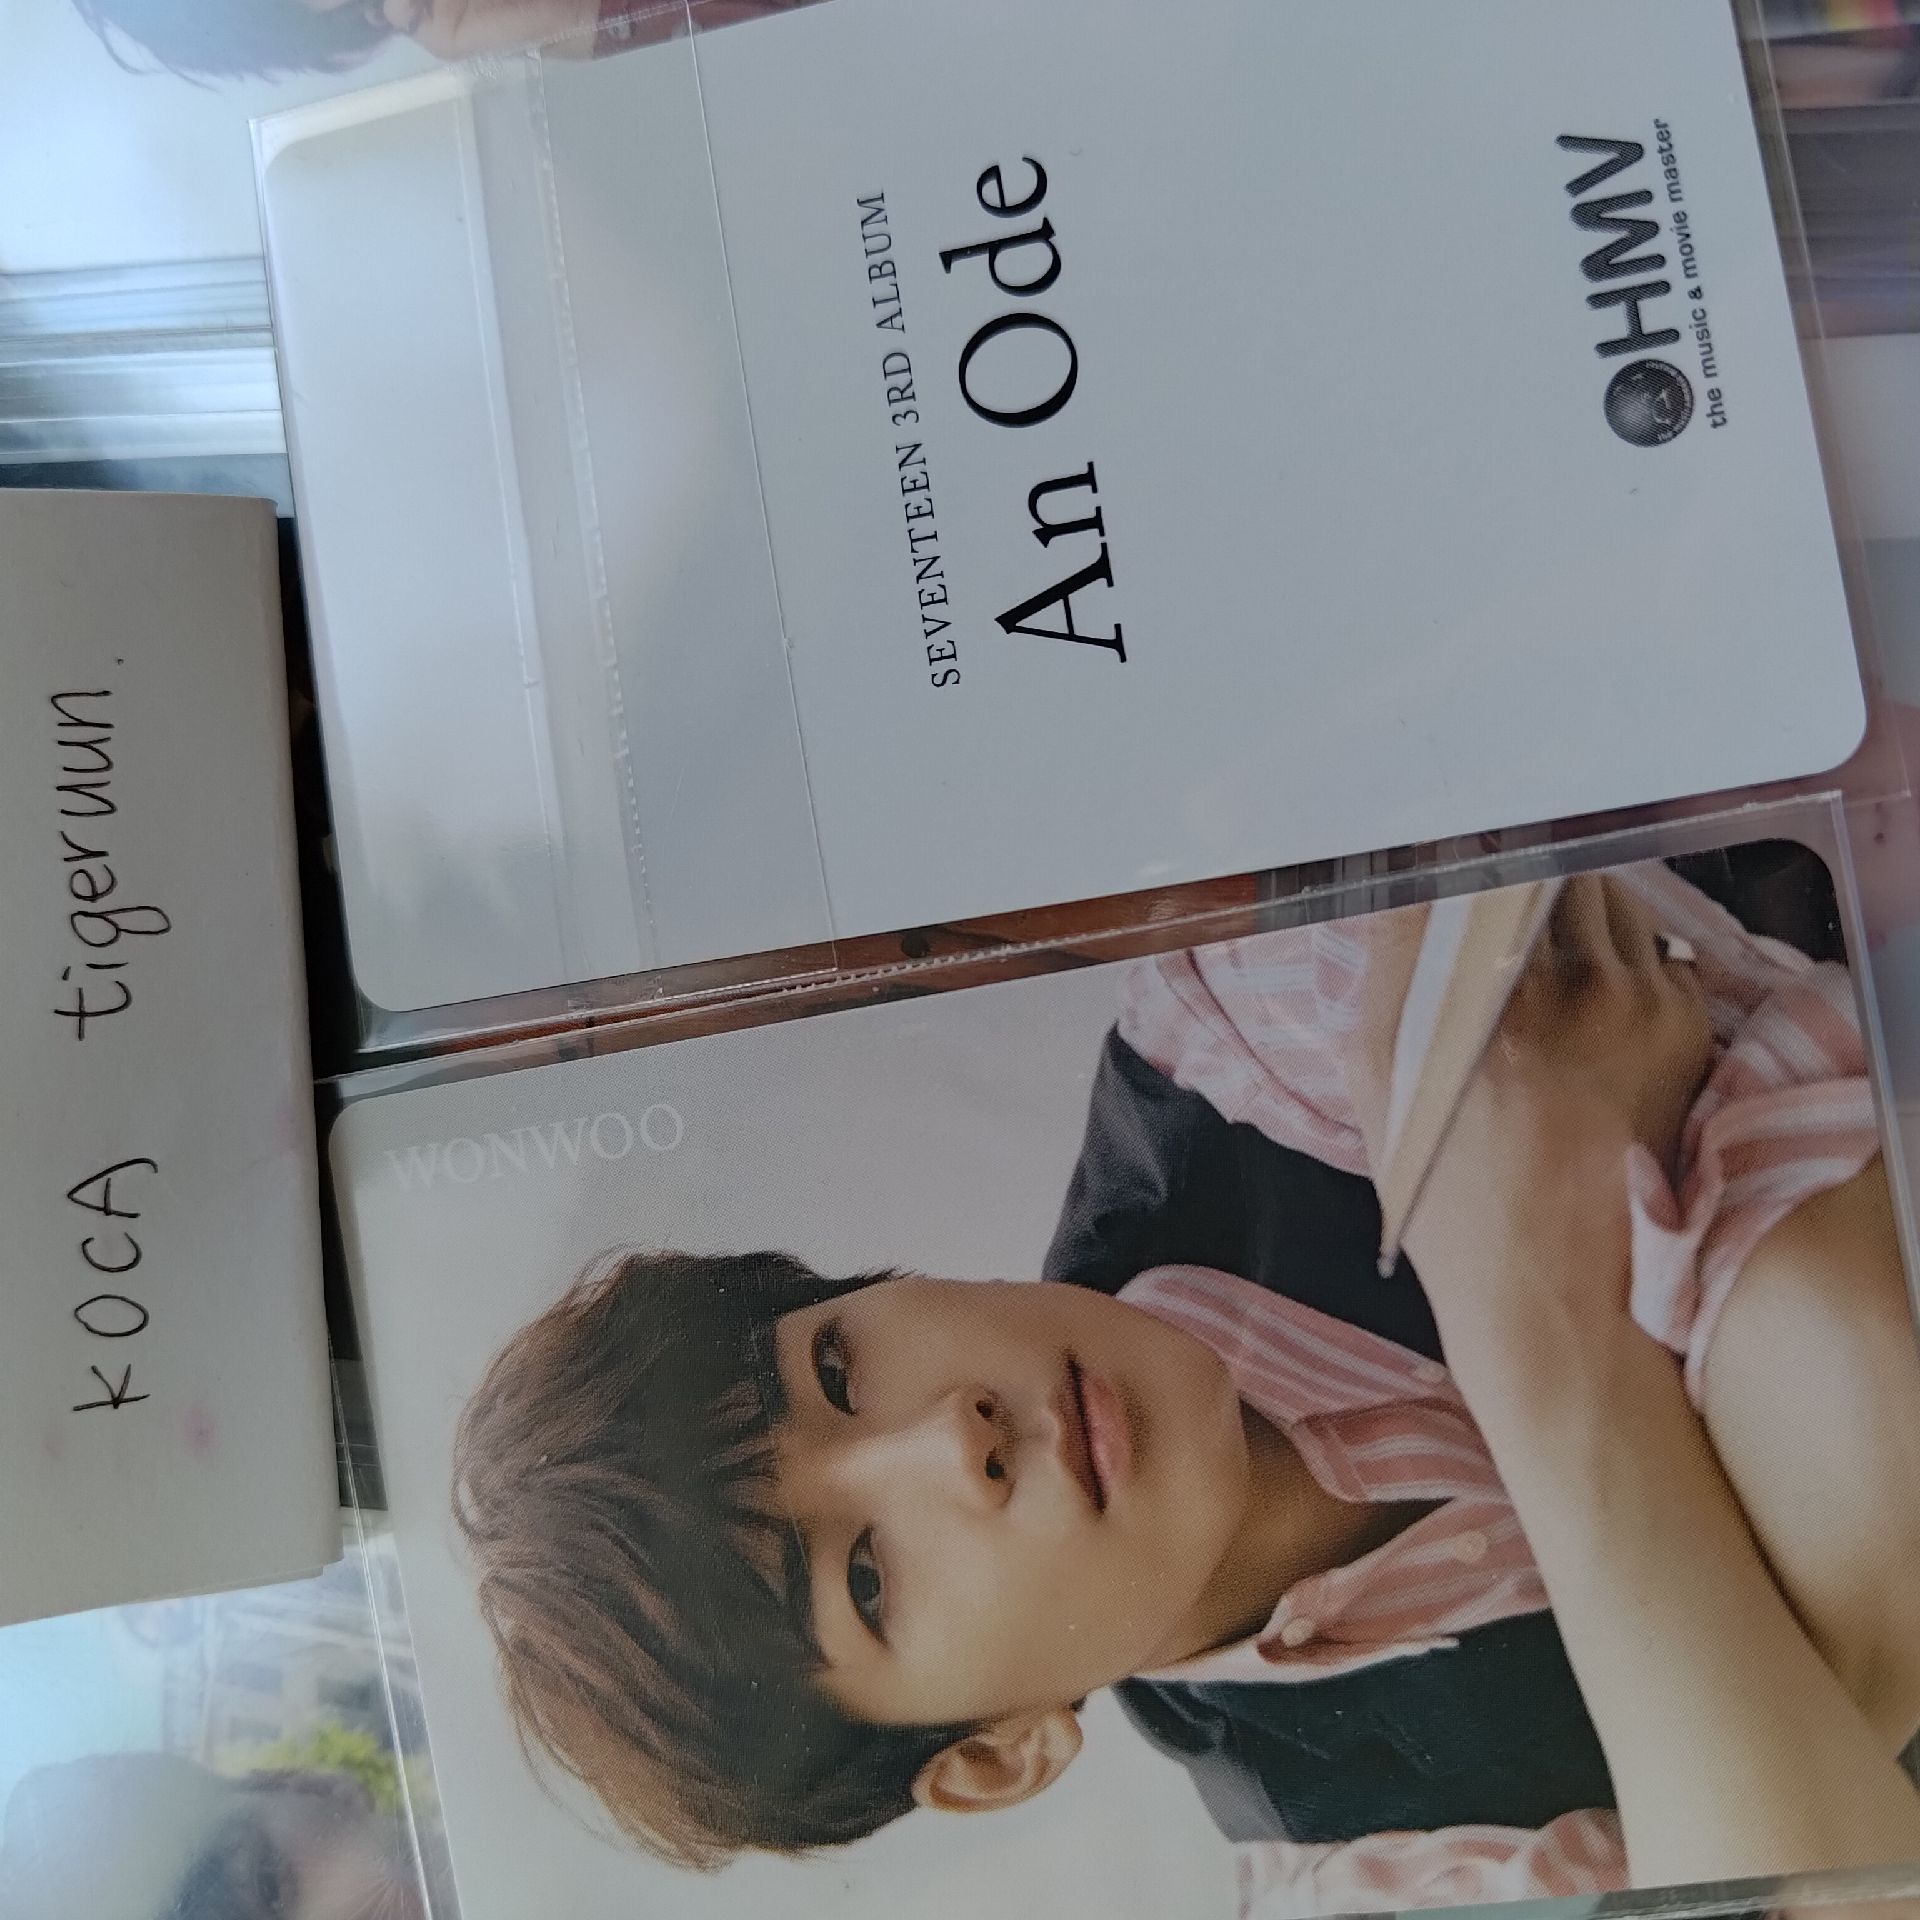 KOCA tigeruun.
SEVENTEEN 3RD ALBUM
An Ode
HMV
the music & movie master
WONWOO